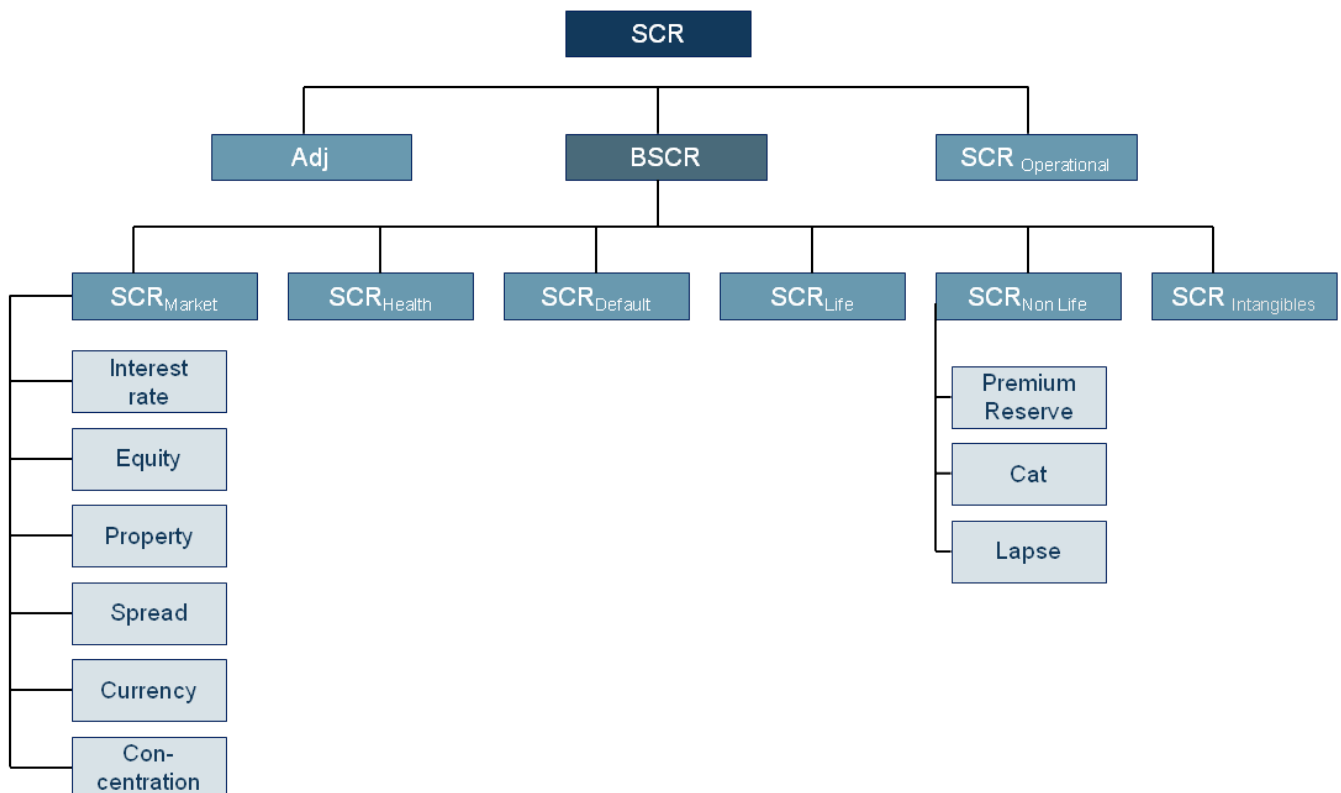 SCR
Adj
BSCR
SCR Operational
SCRMarket
SCRHealth
SCRDefault
SCRLife
SCRNon Life
SCR Intangibles
Interest
rate
Equity
Property
Spread
Currency
Con-
centration
Premium
Reserve
Cat
Lapse